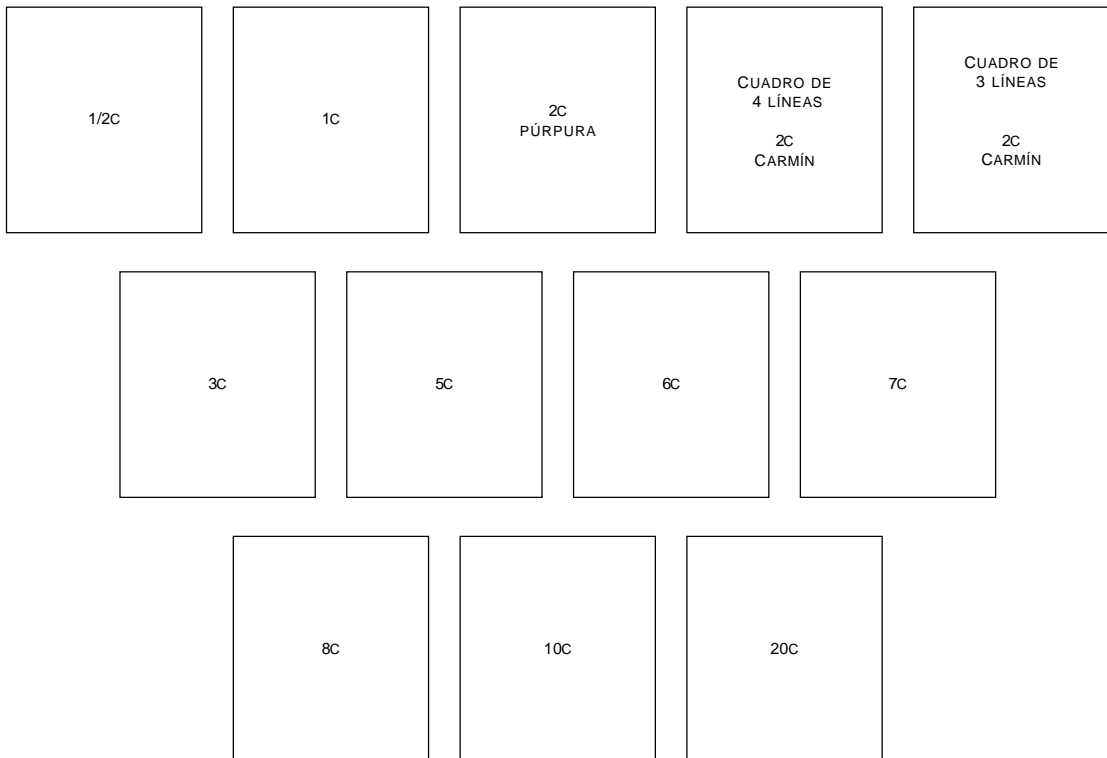 1/2C
1C
2C
PÚRPURA
CUADRO DE
4 LÍNEAS
2C
CARMÍN
CUADRO DE
3 LÍNEAS
2C
CARMÍN
3C
5C
6C
7C
8C
10C
20C